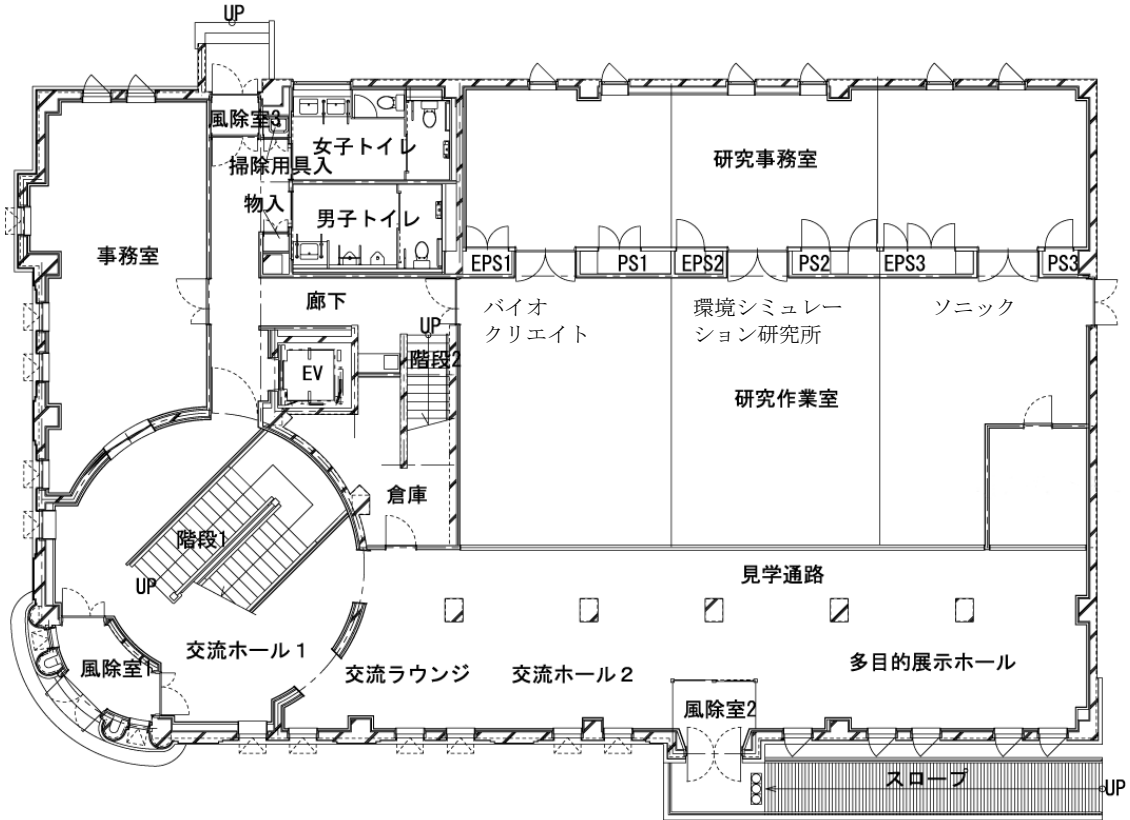 UP
風除室3
女子トイレ
掃除用具入
物入
男子トイレ
研究事務室
事務室
EPS1
PS1
EPS2
PS2
EPS3
PS3
廊下
バイオ
クリエイト
環境シミュレー
ション研究所
ソニック
UP
階段2
EV
研究作業室
倉庫
階段1
UP
見学通路
交流ホール1
風除室1
交流ラウンジ
交流ホール2
多目的展示ホール
風除室2
スロープ
UP